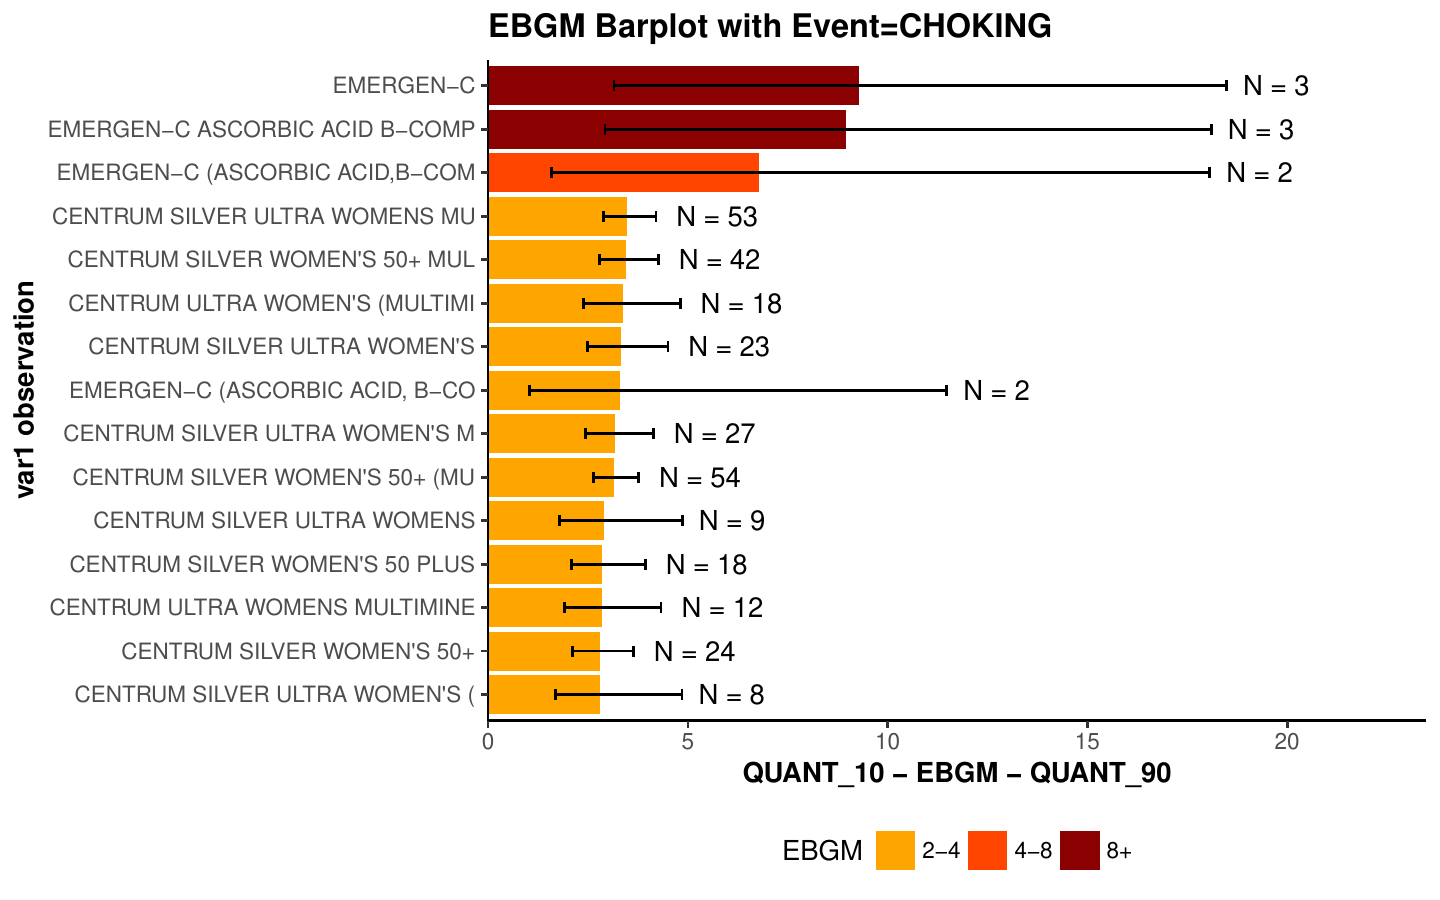 EBGM Barplot with Event=CHOKING
EMERGEN−C
N = 3
EMERGEN−C ASCORBIC ACID B−COMP
N = 3
EMERGEN−C (ASCORBIC ACID,B−COM
N = 2
CENTRUM SILVER ULTRA WOMENS MU
N = 53
CENTRUM SILVER WOMEN'S 50+ MUL
N = 42
CENTRUM ULTRA WOMEN'S (MULTIMI
N = 18
CENTRUM SILVER ULTRA WOMEN'S
N = 23
EMERGEN−C (ASCORBIC ACID, B−CO
N = 2
CENTRUM SILVER ULTRA WOMEN'S M
N = 27
CENTRUM SILVER WOMEN'S 50+ (MU
N = 54
CENTRUM SILVER ULTRA WOMENS
N = 9
CENTRUM SILVER WOMEN'S 50 PLUS
N = 18
CENTRUM ULTRA WOMENS MULTIMINE
N = 12
CENTRUM SILVER WOMEN'S 50+
N = 24
CENTRUM SILVER ULTRA WOMEN'S (
N = 8
var1 observation
0 5 10 15 20
QUANT_10 − EBGM − QUANT_90
EBGM 2−4 4−8 8+